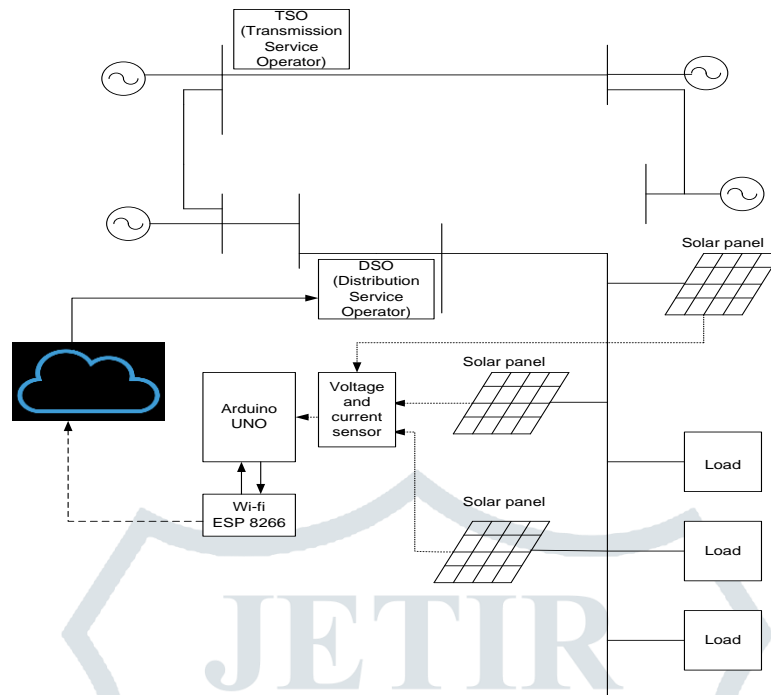 TSO
(Transmission
Service
Operator)
Solar panel
DSO
(Distribution
Service
Operator)
Solar panel
Voltage
and
current
sensor
Arduino
UNO
Load
Solar panel
Wi-fi
ESP 8266
Load
Load
JETIR